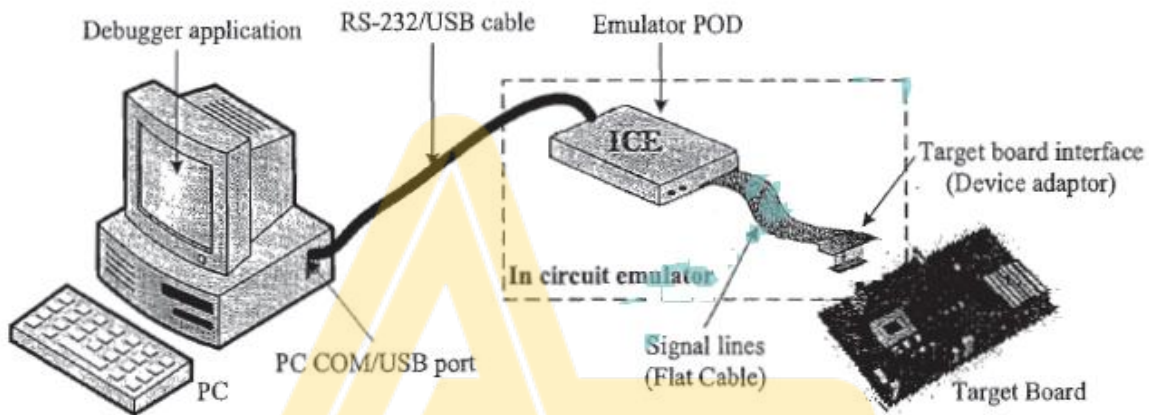 Debugger application
RS-232/USB cable
Emulator POD
ICE
Target board interface
(Device adaptor)
In circuit emulator
PC COM/USB port
Signal lines
(Flat Cable)
PC
Target Board